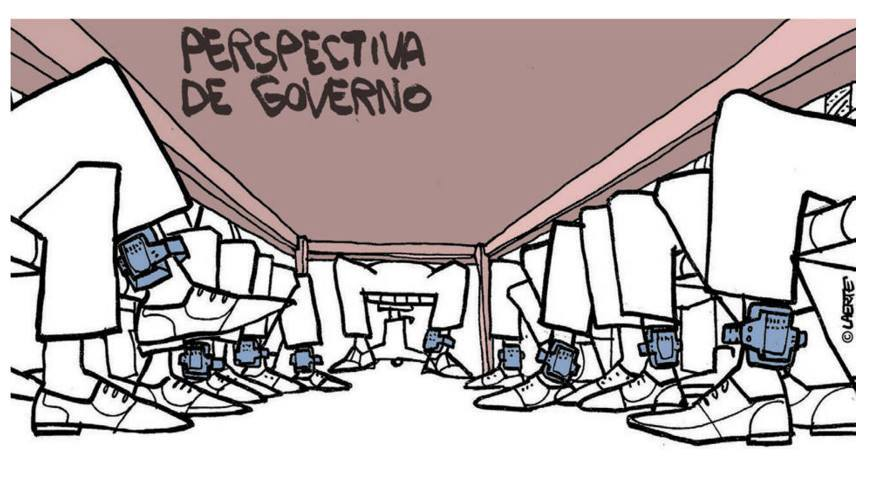 PERSPECTIVA
DE GOVERNO
© LAERTE